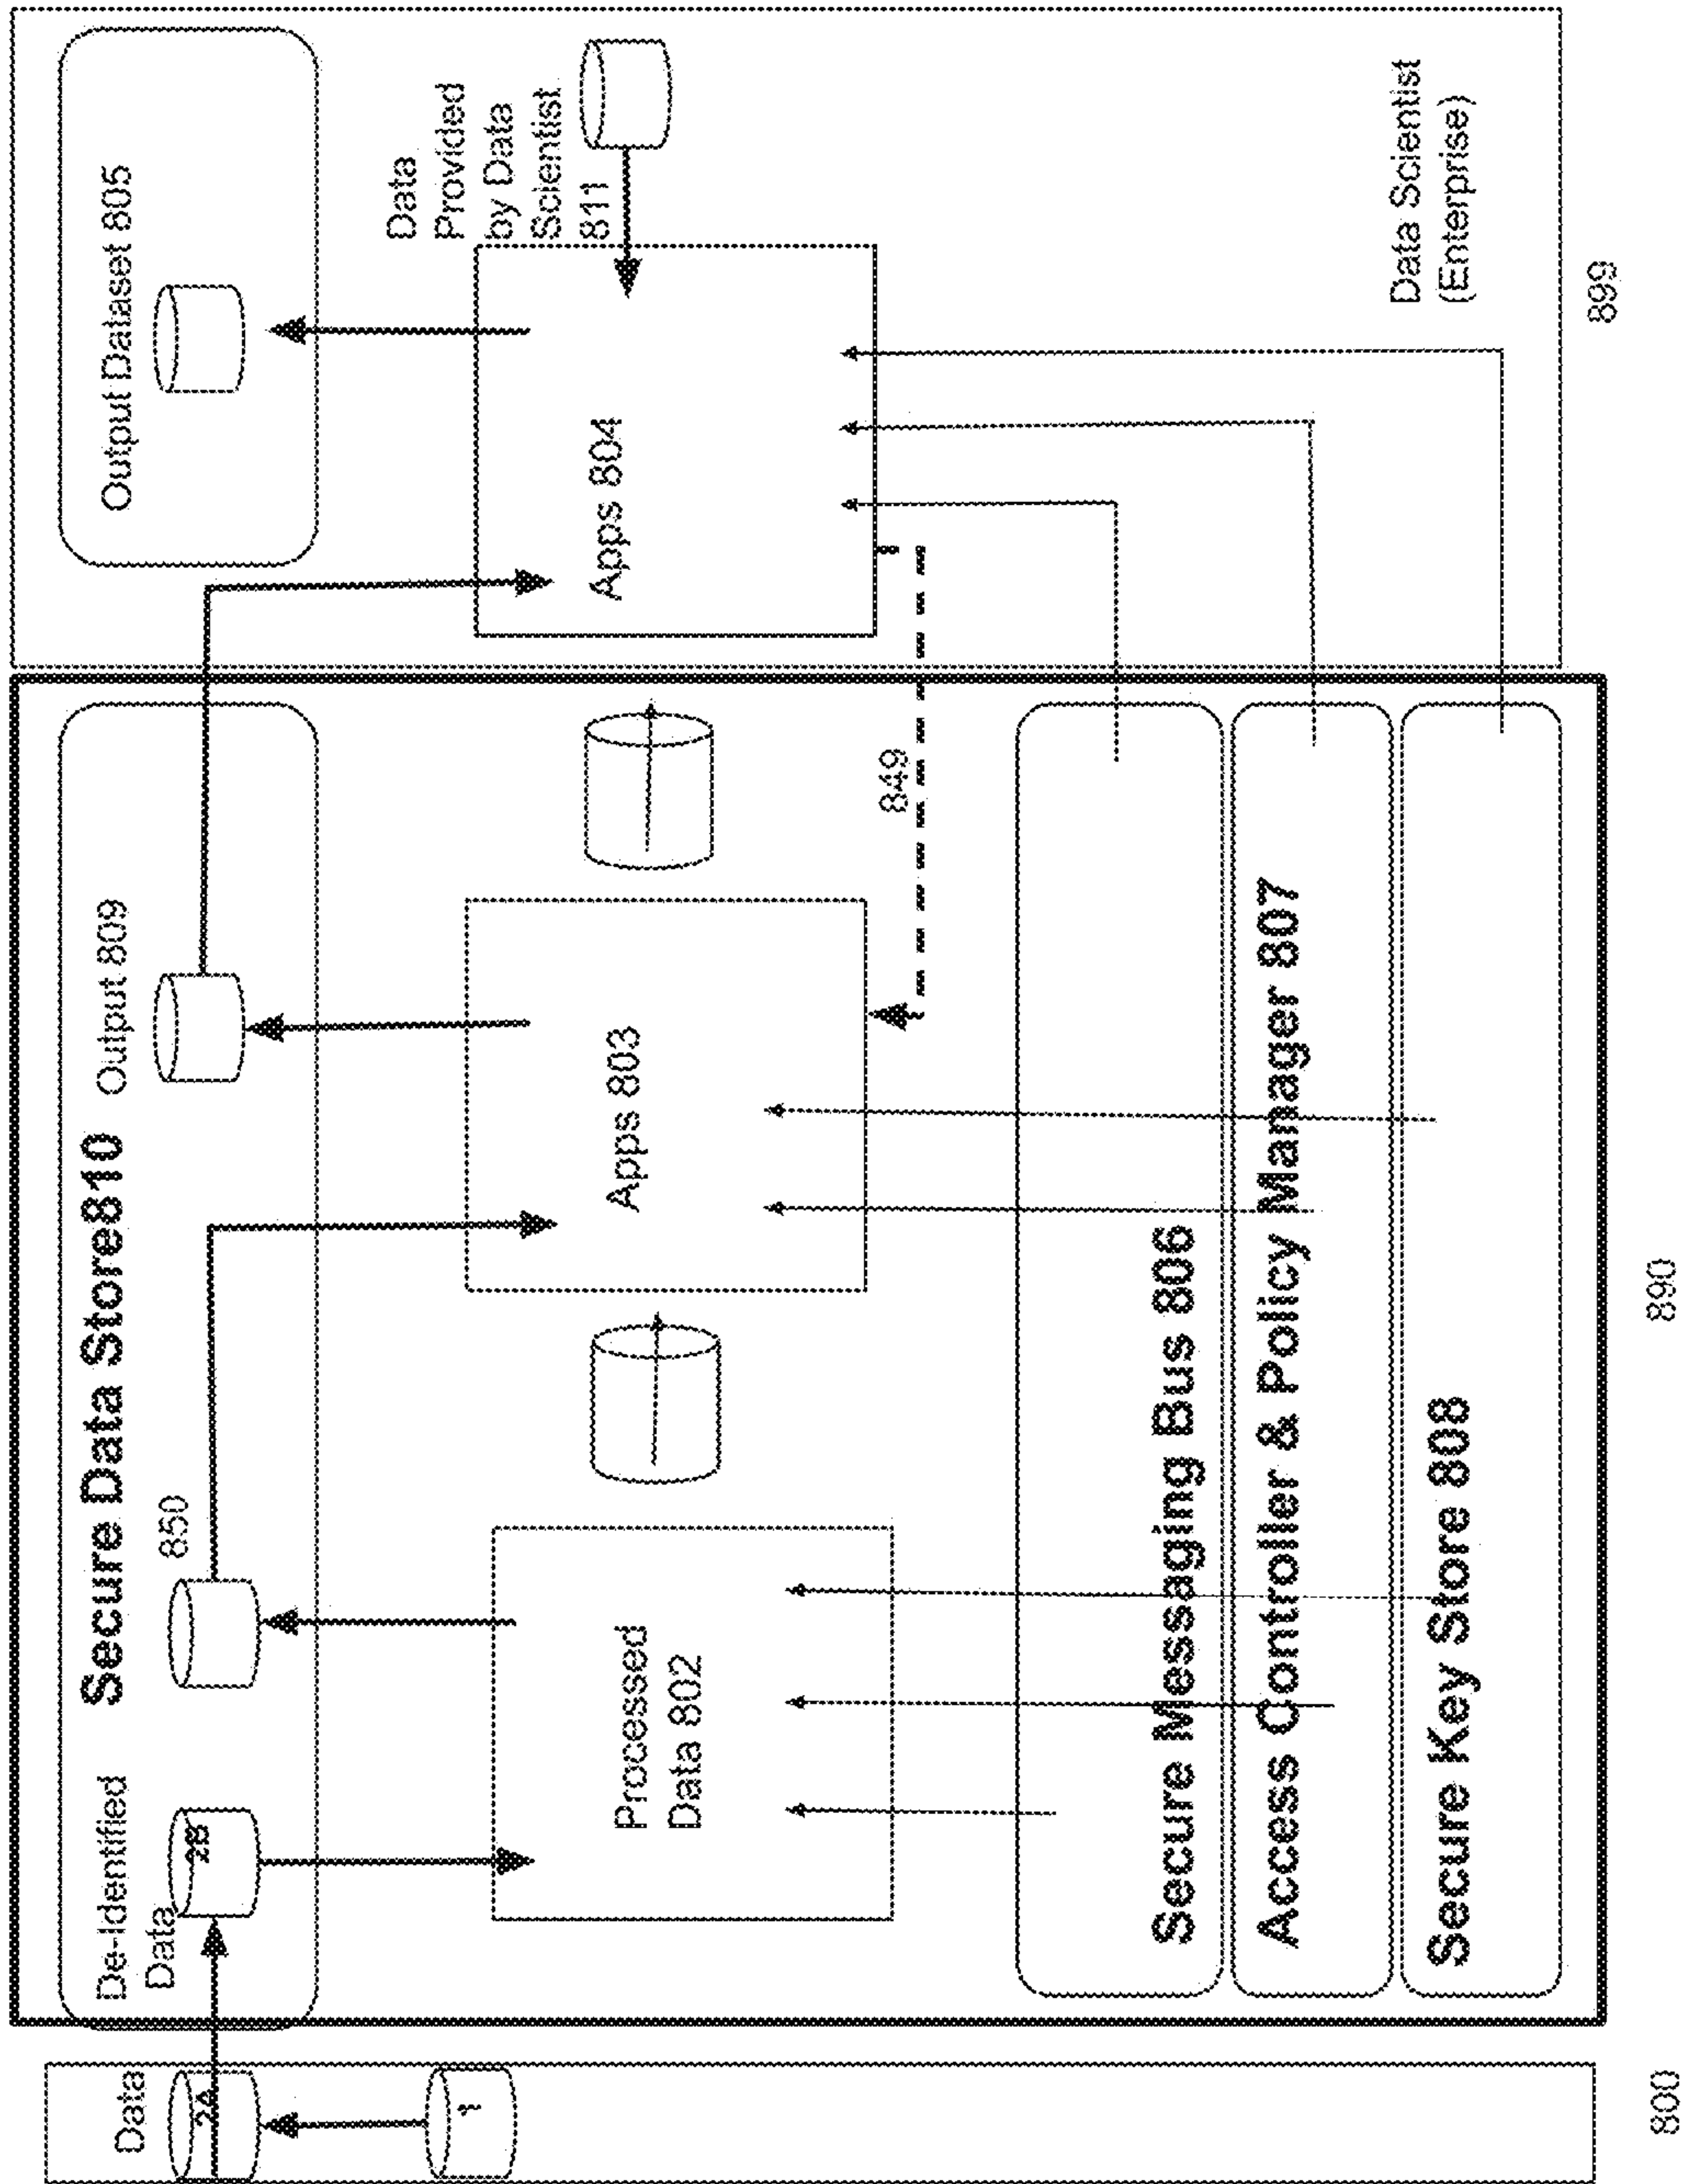 Data
2A
1
800
De-Identified
Data
2B
Secure Data Store810
850
Output 809
Processed
Data 802
Apps 803
849
Secure Messaging Bus 806
Access Controller & Policy Manager 807
Secure Key Store 808
890
Output Dataset 805
Apps 804
Data
Provided
by Data
Scientist
811
Data Scientist
(Enterprise)
899